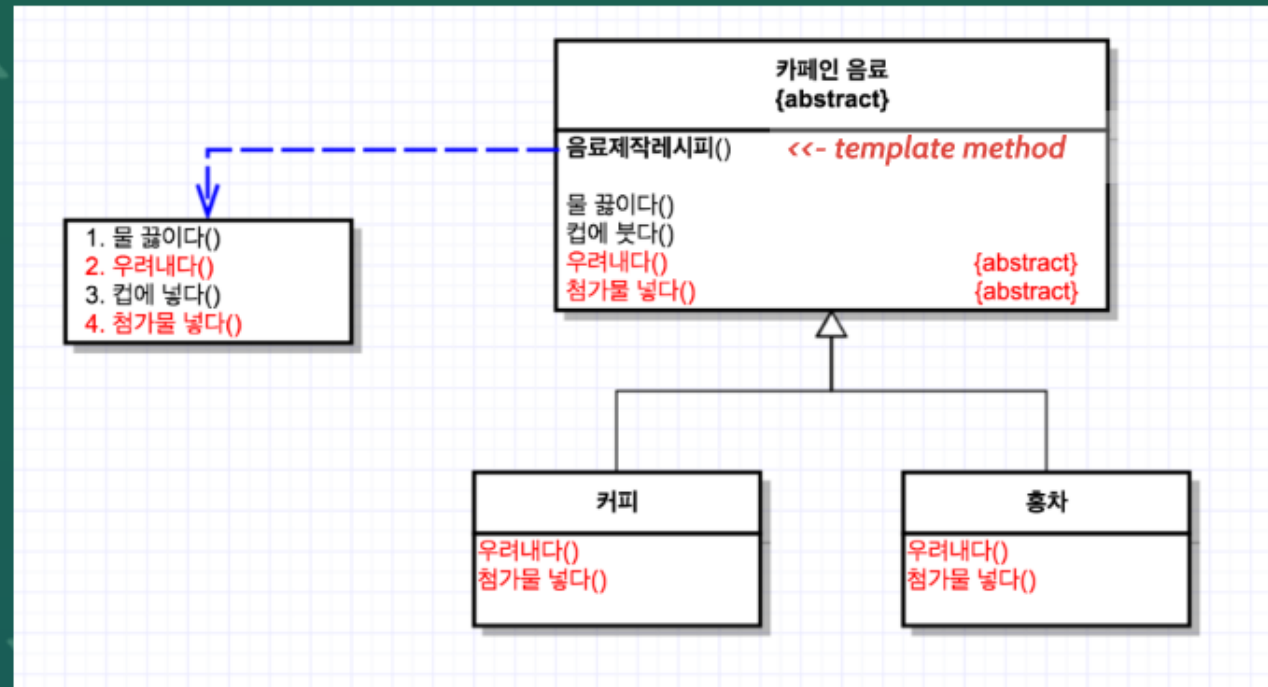 카페인 음료
{abstract}
음료제작레시피() <<- template method
물 끓이다()
컵에 붓다()
우려내다() {abstract}
첨가물 넣다() {abstract}
1. 물 끓이다()
2. 우려내다()
3. 컵에 넣다()
4. 첨가물 넣다()
커피
우려내다()
첨가물 넣다()
홍차
우려내다()
첨가물 넣다()